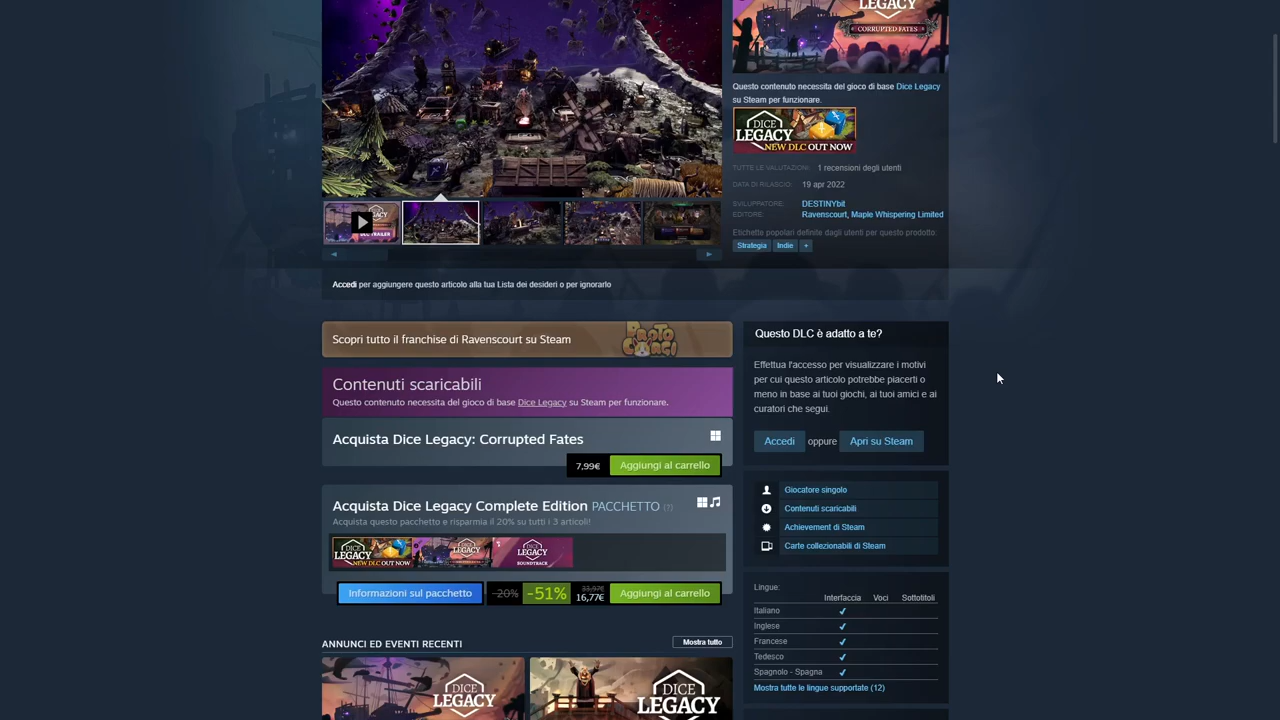 LEGACY
CORRUPTED FATES
Questo contenuto necessita del gioco di base Dice Legacy
su Steam per funzionare.
DICE
LEGACY
NEW DLC OUT NOW
TUTTE LE VALUTAZIONI: 1 recensioni degli utenti
DATA DI RILASCIO: 19 apr 2022
SVILUPPATORE: DESTINYbit
EDITORE: Ravenscourt, Maple Whispering Limited
Etichette popolari definite dagli utenti per questo prodotto:
Strategia Indie +
LEGACY
DLC TRAILER
Accedi per aggiungere questo articolo alla tua Lista dei desideri o per ignorarlo
Scopri tutto il franchise di Ravenscourt su Steam
PROTO
CORGI
Contenuti scaricabili
Questo contenuto necessita del gioco di base Dice Legacy su Steam per funzionare.
Acquista Dice Legacy: Corrupted Fates
7,99€ Aggiungi al carrello
Acquista Dice Legacy Complete Edition PACCHETTO (?)
Acquista questo pacchetto e risparmia il 20% su tutti i 3 articoli!
LEGACY
NEW DLC OUT NOW
LEGACY
LEGACY
SOUNDTRACK
Informazioni sul pacchetto -20% -51% 33,97€ 16,77€ Aggiungi al carrello
ANNUNCI ED EVENTI RECENTI Mostra tutto
DICE
LEGACY
DICE
LEGACY
Questo DLC è adatto a te?
Effettua l'accesso per visualizzare i motivi
per cui questo articolo potrebbe piacerti o
meno in base ai tuoi giochi, ai tuoi amici e ai
curatori che segui.
Accedi oppure Apri su Steam
Giocatore singolo
Contenuti scaricabili
Achievement di Steam
Carte collezionabili di Steam
Lingue:
Interfaccia Voci Sottotitoli
Italiano ✔
Inglese ✔
Francese ✔
Tedesco ✔
Spagnolo - Spagna ✔
Mostra tutte le lingue supportate (12)